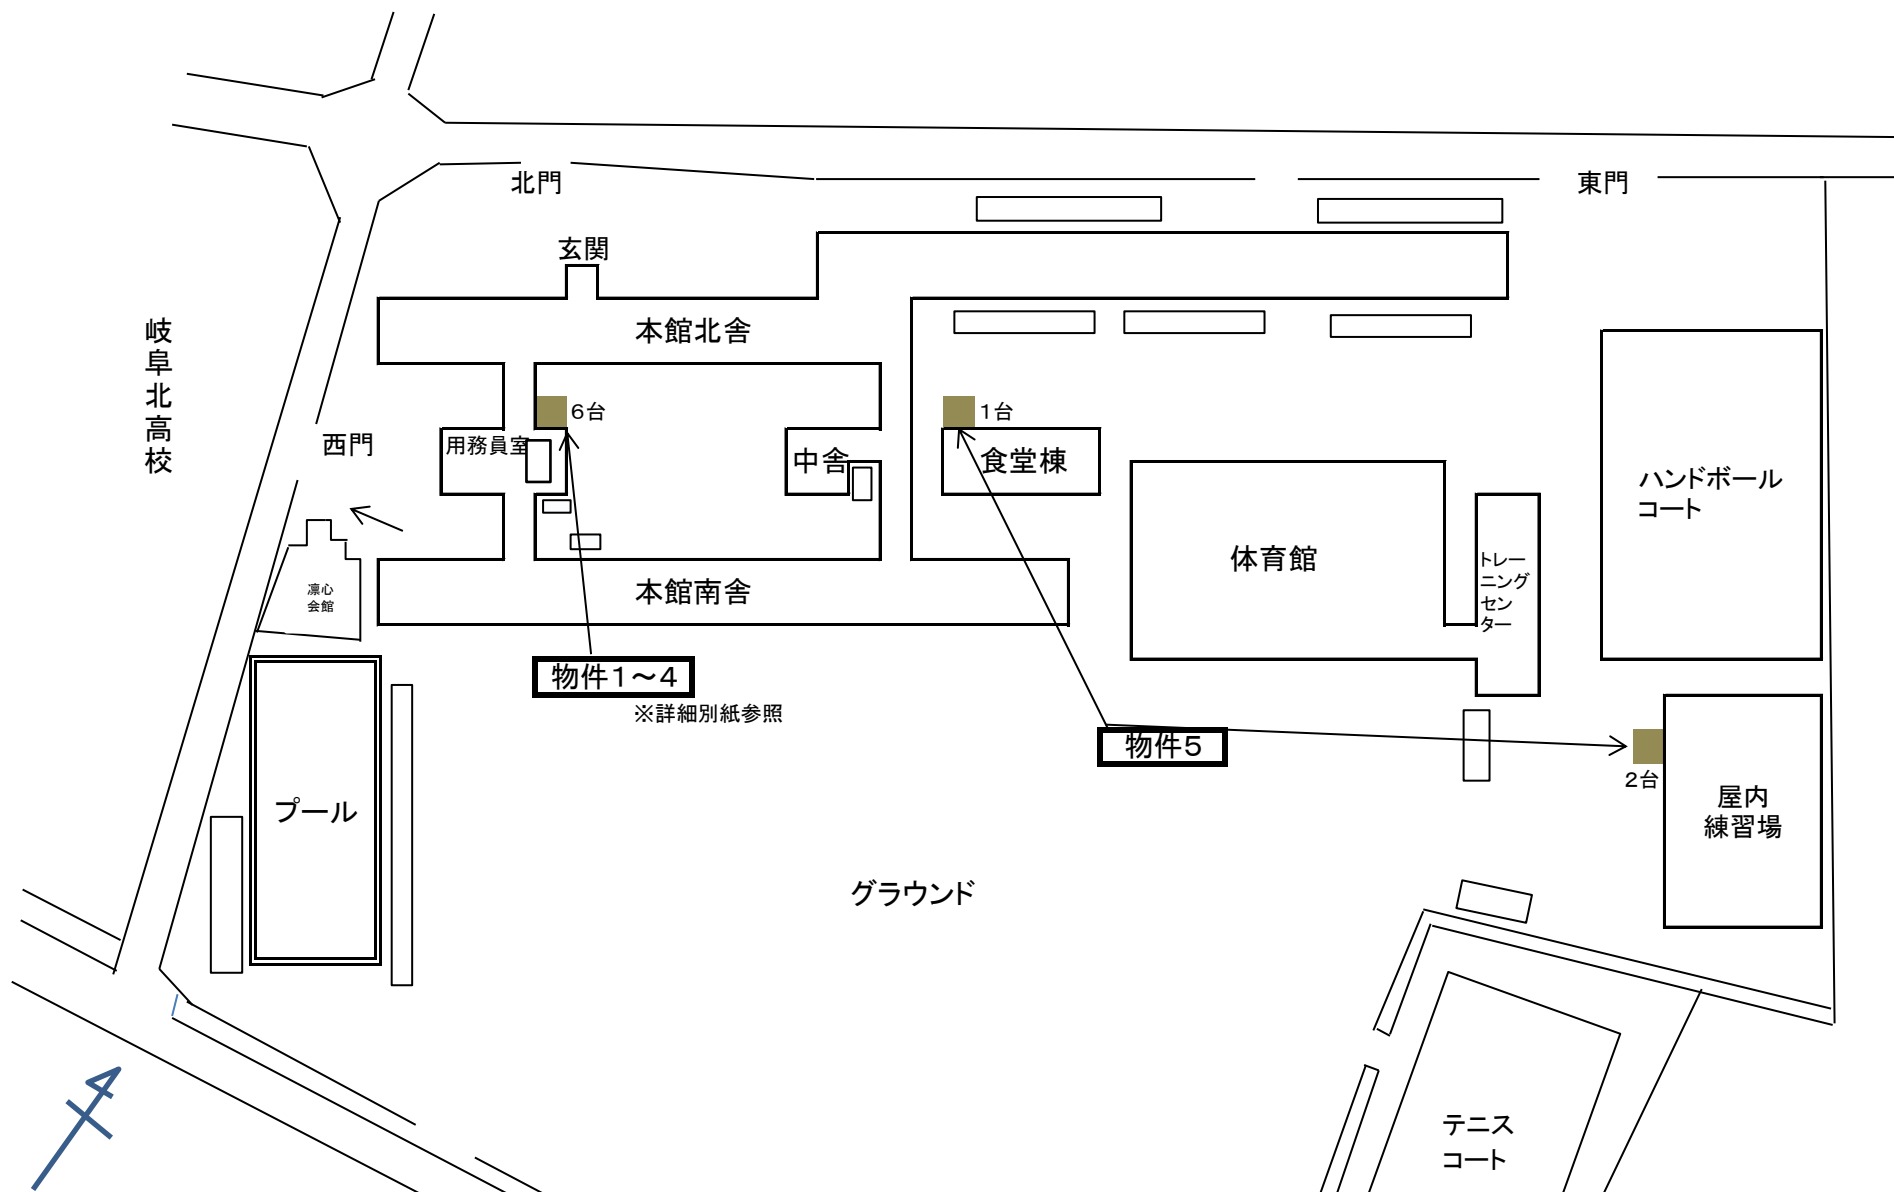 北門
東門
玄関
岐阜北高校
本館北舎
6台
1台
西門
用務員室
中舎
食堂棟
ハンドボール
コート
体育館
トレー
ニング
セン
ター
凛心
会館
本館南舎
物件1～4
※詳細別紙参照
物件5
2台
プール
屋内
練習場
グラウンド
テニス
コート